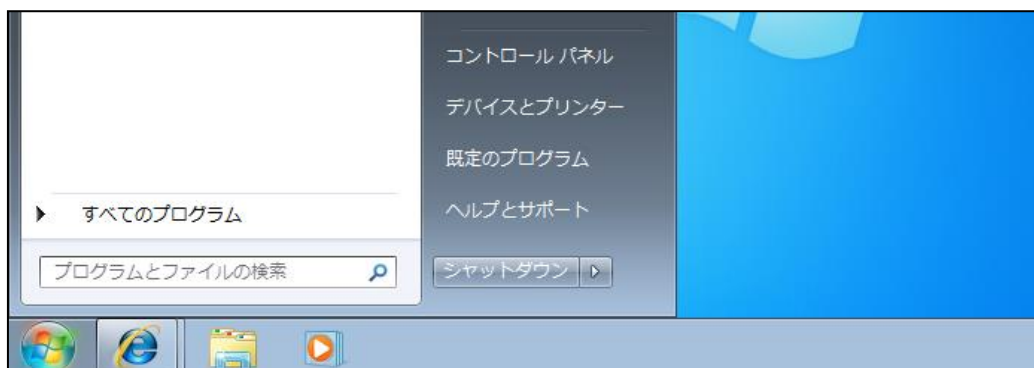 コントロール パネル
デバイスとプリンター
既定のプログラム
すべてのプログラム
ヘルプとサポート
プログラムとファイルの検索
シャットダウン